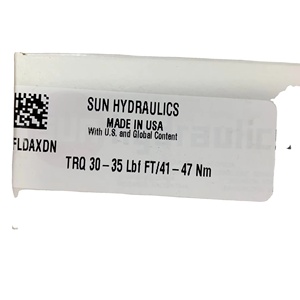 SUN HYDRAULICS
MADE IN USA
With U.S. and Global Content
FLDAXDN
TRQ 30-35 Lbf FT/41-47 Nm